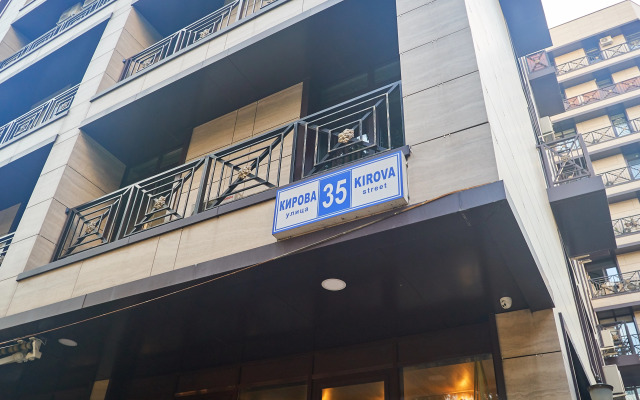 КИРОВА
улица
35
KIROVA
street